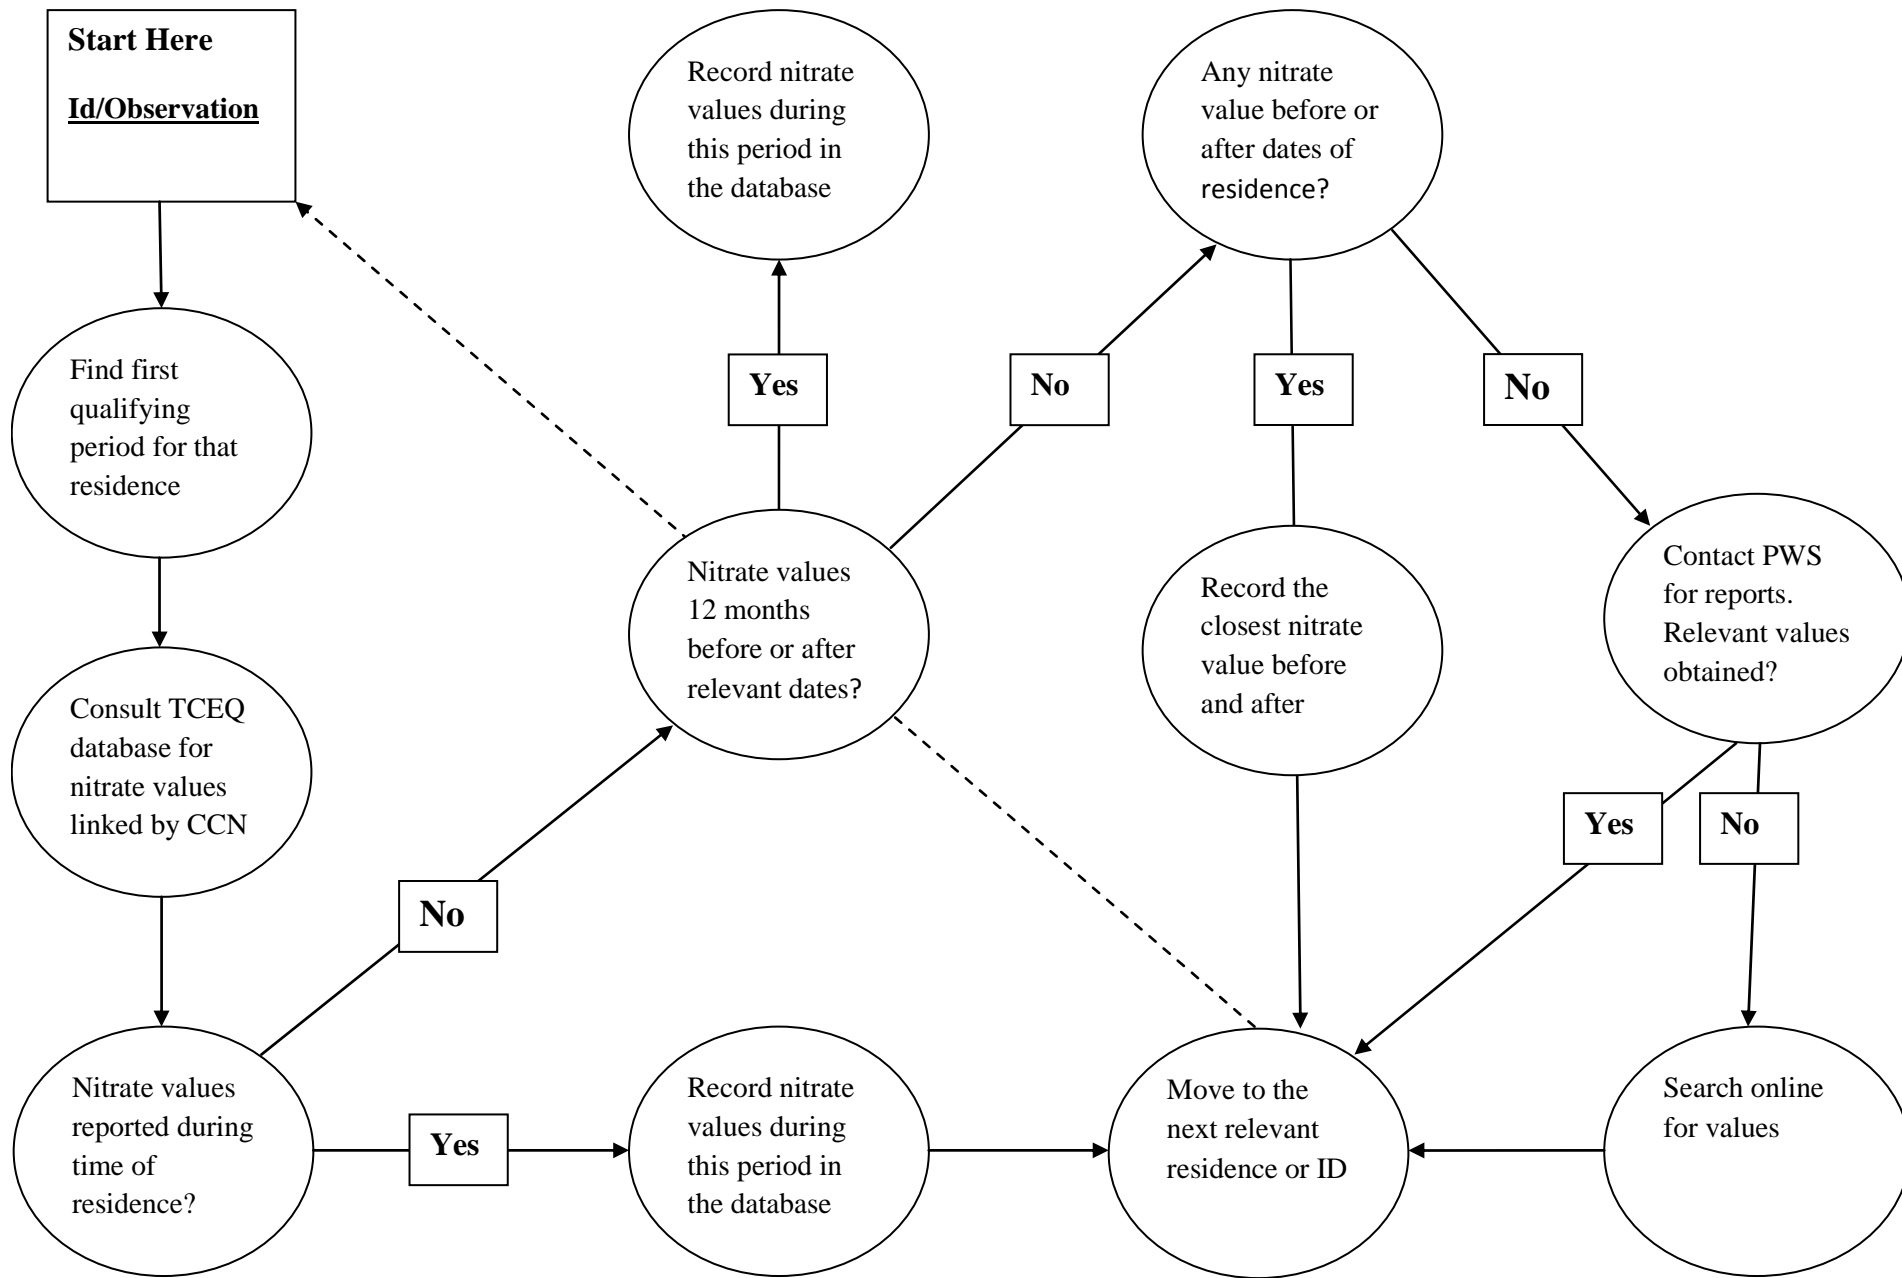 Start Here
Id/Observation
Record nitrate
values during
this period in
the database
Any nitrate
value before or
after dates of
residence?
Yes
No
Yes
No
Find first
qualifying
period for that
residence
Nitrate values
12 months
before or after
relevant dates?
Record the
closest nitrate
value before
and after
Contact PWS
for reports.
Relevant values
obtained?
Consult TCEQ
database for
nitrate values
linked by CCN
Yes
No
No
Nitrate values
reported during
time of
residence?
Yes
Record nitrate
values during
this period in
the database
Move to the
next relevant
residence or ID
Search online
for values